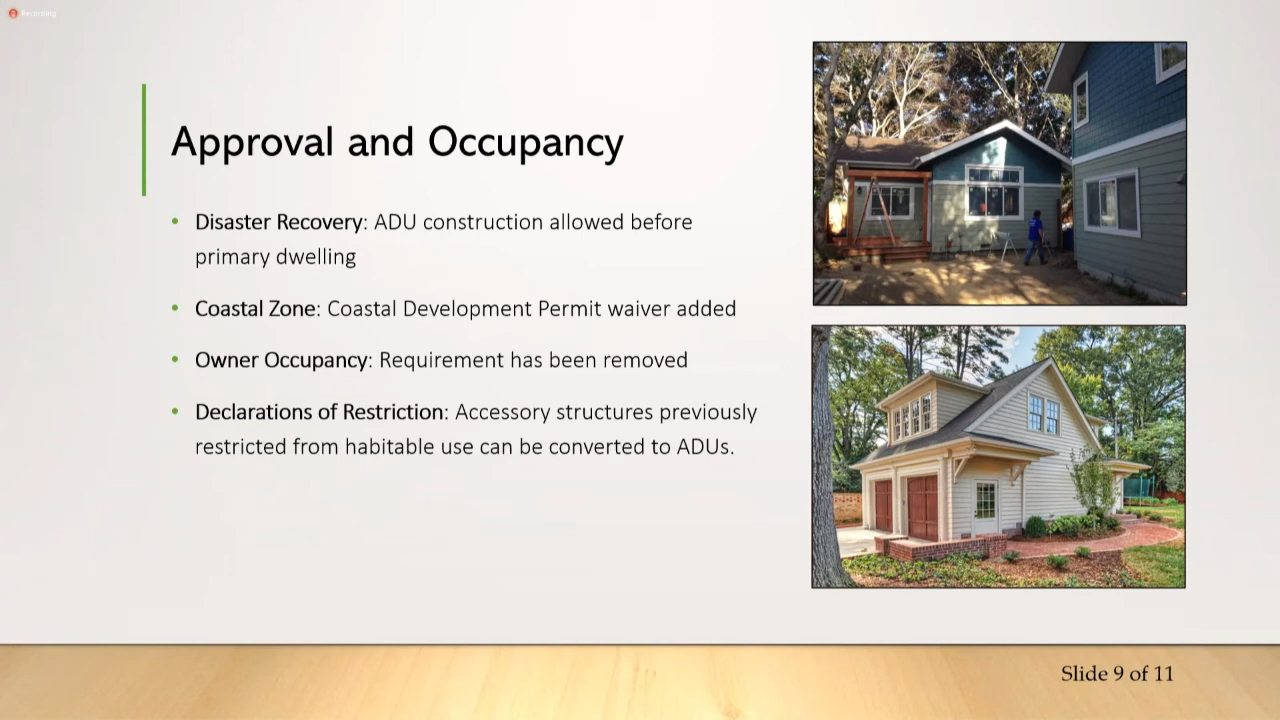 Recording
Approval and Occupancy
• Disaster Recovery: ADU construction allowed before
primary dwelling
• Coastal Zone: Coastal Development Permit waiver added
• Owner Occupancy: Requirement has been removed
• Declarations of Restriction: Accessory structures previously
restricted from habitable use can be converted to ADUs.
Slide 9 of 11